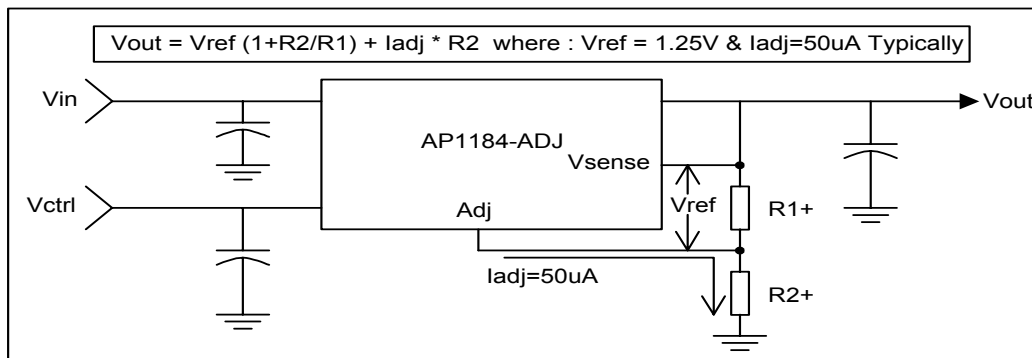 Vout = Vref (1+R2/R1) + Iadj * R2 where : Vref = 1.25V & Iadj=50uA Typically
Vin
Vout
AP1184-ADJ
Vsense
Vctrl
Adj
Vref
R1+
Iadj=50uA
R2+